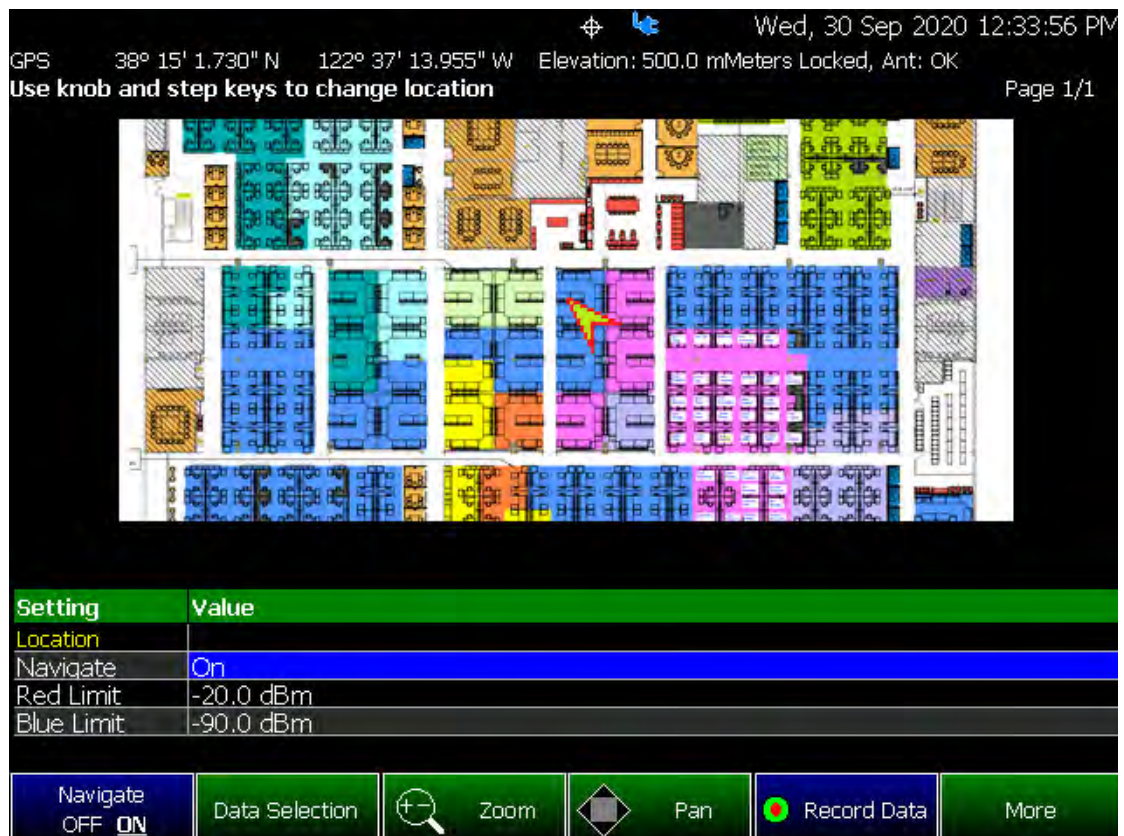 Wed, 30 Sep 2020 12:33:56 PM
GPS 38º 15' 1.730" N 122º 37' 13.955" W Elevation: 500.0 mMeters Locked, Ant: OK
Use knob and step keys to change location Page 1/1
Setting Value
Location
Navigate On
Red Limit -20.0 dBm
Blue Limit -90.0 dBm
Navigate
OFF ON
Data Selection
Zoom
Pan
Record Data
More